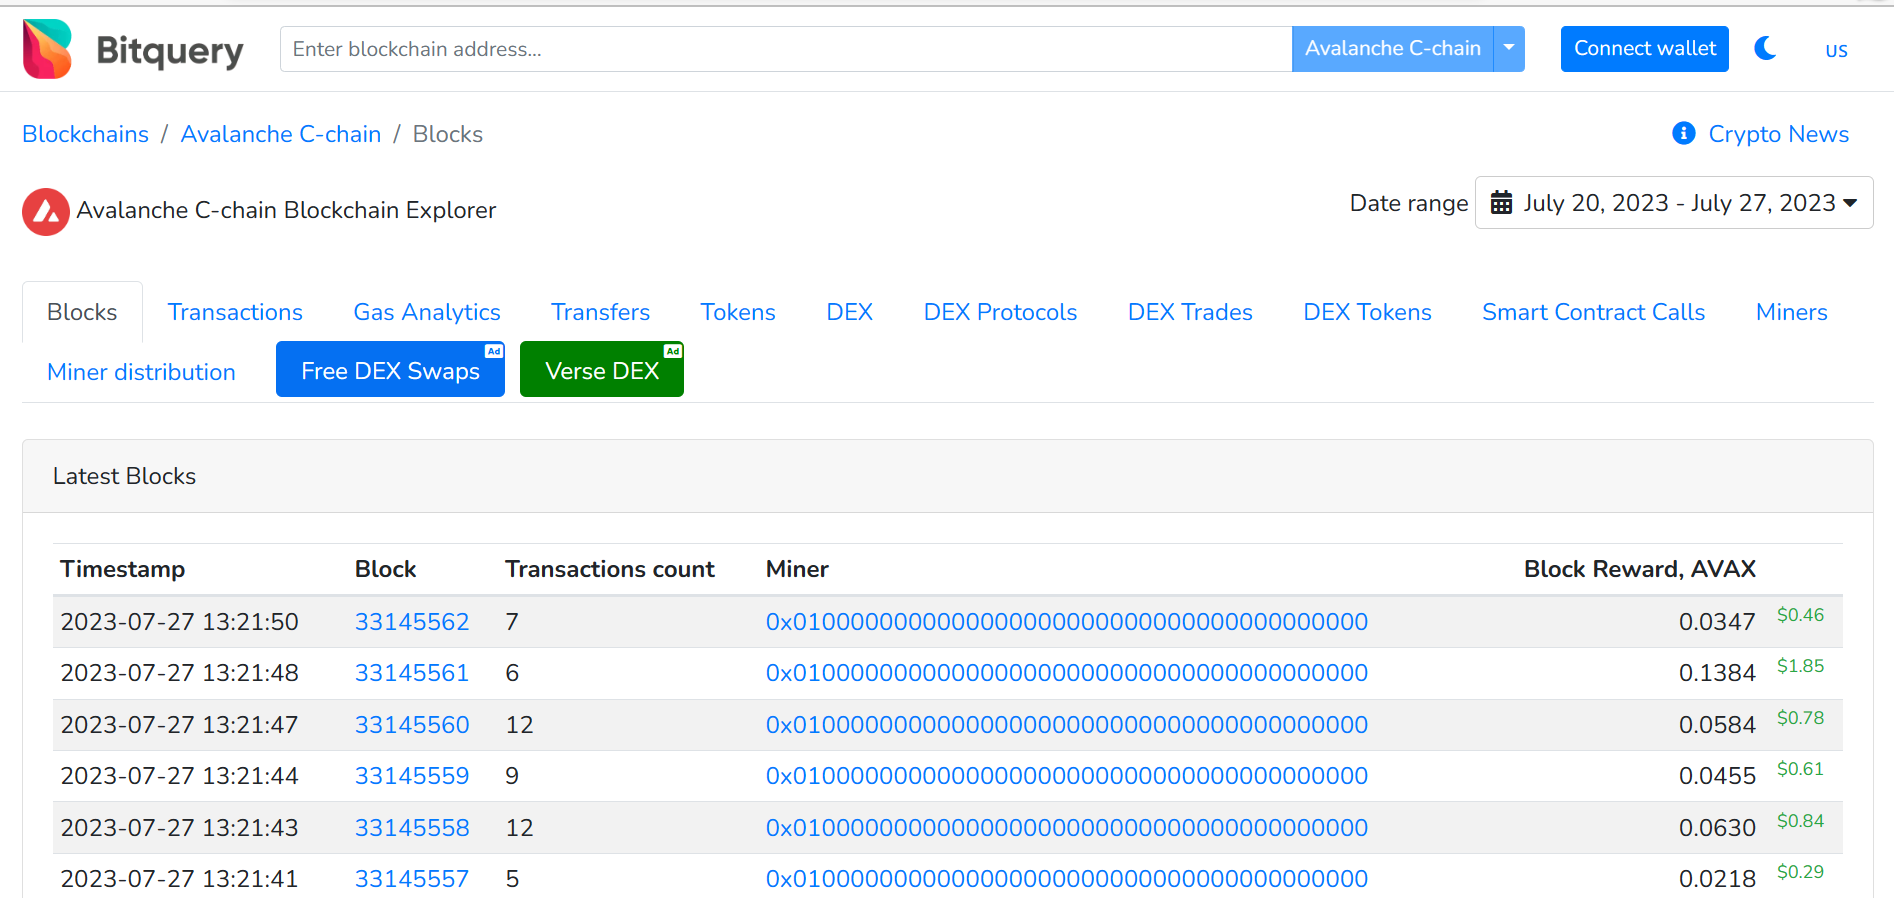 Bitquery
Enter blockchain address...
Avalanche C-chain
Connect wallet
US
Blockchains / Avalanche C-chain / Blocks
Crypto News
Avalanche C-chain Blockchain Explorer
Date range July 20, 2023 - July 27, 2023
Blocks Transactions Gas Analytics Transfers Tokens DEX DEX Protocols DEX Trades DEX Tokens Smart Contract Calls Miners
Miner distribution Free DEX Swaps Ad Verse DEX Ad
Latest Blocks
Timestamp Block Transactions count Miner Block Reward, AVAX
2023-07-27 13:21:50 33145562 7 0x0100000000000000000000000000000000000000 0.0347 $0.46
2023-07-27 13:21:48 33145561 6 0x0100000000000000000000000000000000000000 0.1384 $1.85
2023-07-27 13:21:47 33145560 12 0x0100000000000000000000000000000000000000 0.0584 $0.78
2023-07-27 13:21:44 33145559 9 0x0100000000000000000000000000000000000000 0.0455 $0.61
2023-07-27 13:21:43 33145558 12 0x0100000000000000000000000000000000000000 0.0630 $0.84
2023-07-27 13:21:41 33145557 5 0x0100000000000000000000000000000000000000 0.0218 $0.29